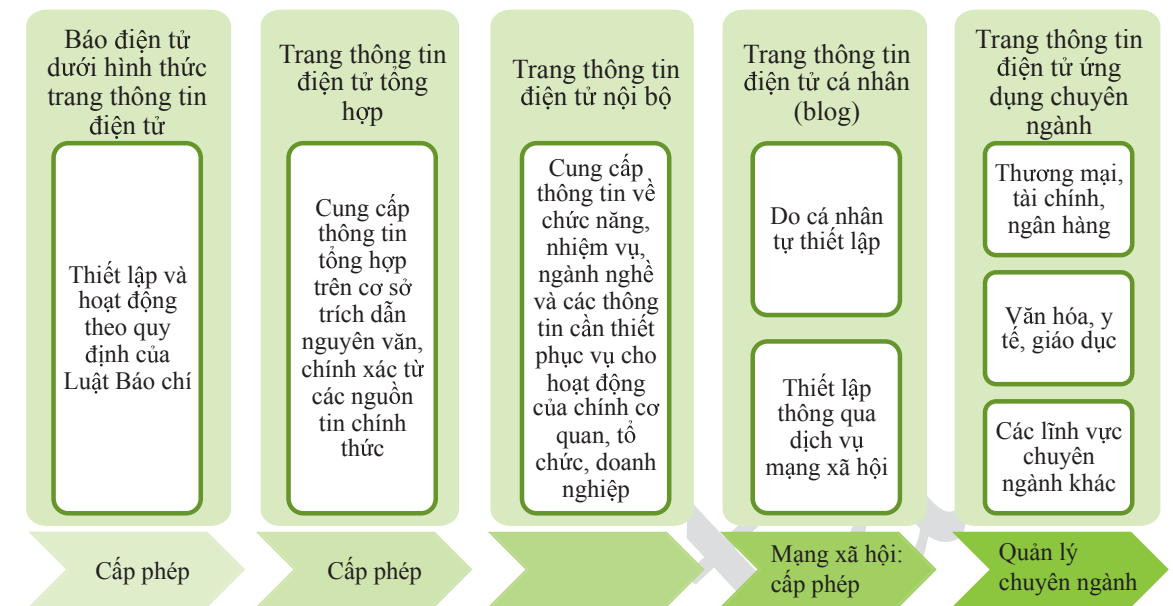 Báo điện tử
dưới hình thức
trang thông tin
điện tử
Thiết lập và
hoạt động
theo quy
định của
Luật Báo chí
Cấp phép
Trang thông tin
điện tử tổng
hợp
Cung cấp
thông tin
tổng hợp
trên cơ sở
trích dẫn
nguyên văn,
chính xác từ
các nguồn
tin chính
thức
Cấp phép
Trang thông tin
điện tử nội bộ
Cung cấp
thông tin về
chức năng,
nhiệm vụ,
ngành nghề
và các thông
tin cần thiết
phục vụ cho
hoạt động
của chính cơ
quan, tổ
chức, doanh
nghiệp
Trang thông tin
điện tử cá nhân
(blog)
Do cá nhân
tự thiết lập
Thiết lập
thông qua
dịch vụ
mạng xã hội
Mạng xã hội:
cấp phép
Trang thông tin
điện tử ứng
dụng chuyên
ngành
Thương mại,
tài chính,
ngân hàng
Văn hóa, y
tế, giáo dục
Các lĩnh vực
chuyên
ngành khác
Quản lý
chuyên ngành